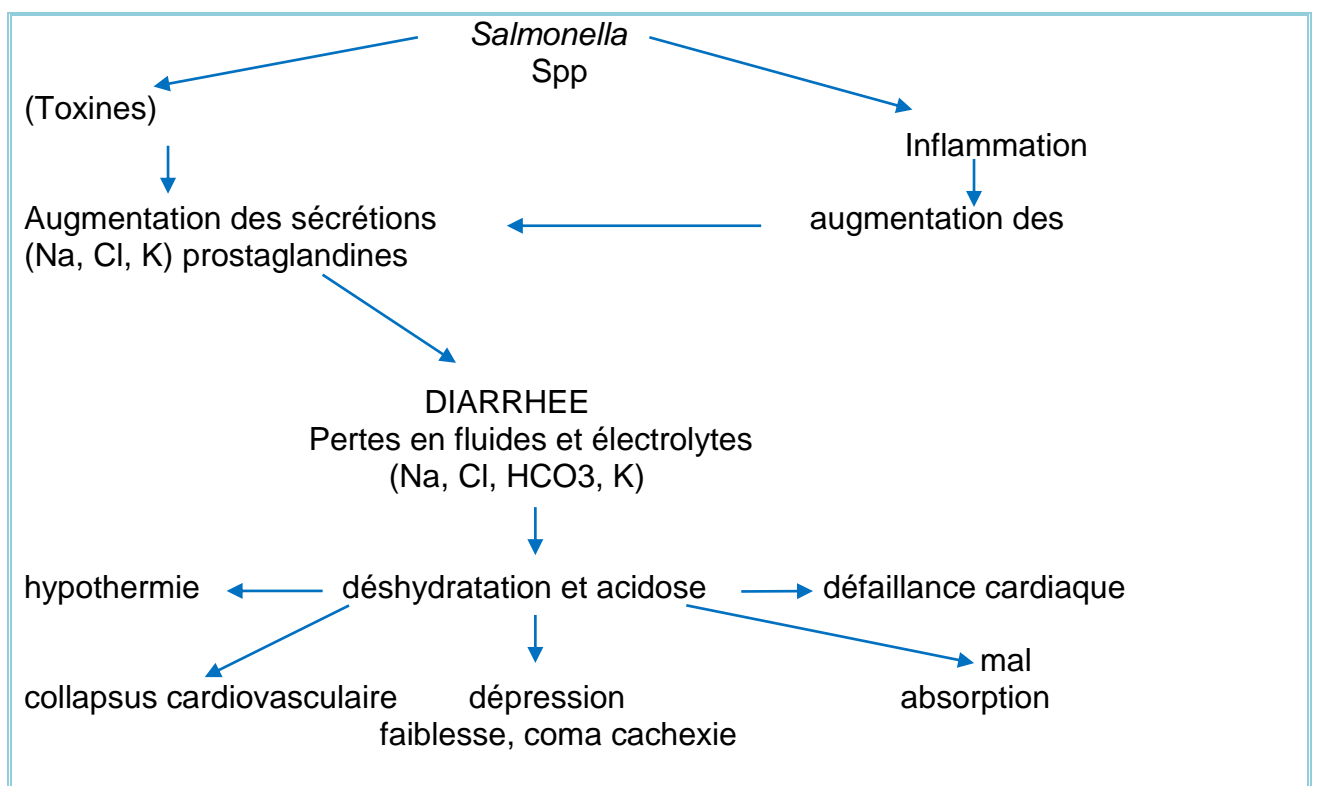 Salmonella
Spp
(Toxines)
Inflammation
Augmentation des sécrétions augmentation des
(Na, Cl, K) prostaglandines
DIARRHEE
Pertes en fluides et électrolytes
(Na, Cl, HCO3, K)
hypothermie déshydratation et acidose défaillance cardiaque
mal
collapsus cardiovasculaire dépression absorption
faiblesse, coma cachexie